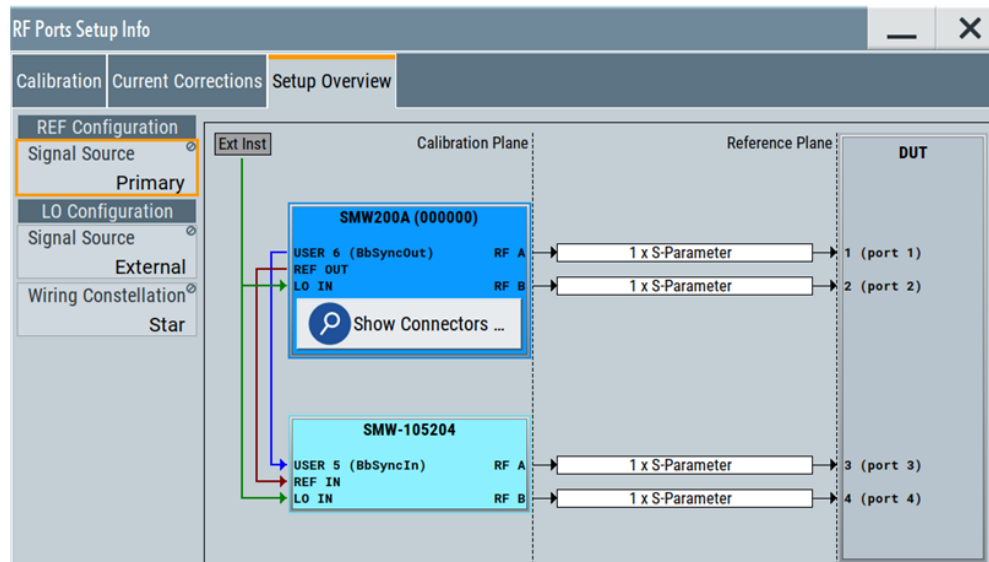 RF Ports Setup Info
Calibration
Current Corrections
Setup Overview
REF Configuration
Signal Source
Primary
LO Configuration
Signal Source
External
Wiring Constellation
Star
Ext Inst
Calibration Plane
Reference Plane
DUT
SMW200A (000000)
USER 6 (BbSyncOut) RF A
REF OUT
LO IN RF B
Show Connectors ...
1 x S-Parameter
1 (port 1)
1 x S-Parameter
2 (port 2)
SMW-105204
USER 5 (BbSyncIn) RF A
REF IN
LO IN RF B
1 x S-Parameter
3 (port 3)
1 x S-Parameter
4 (port 4)